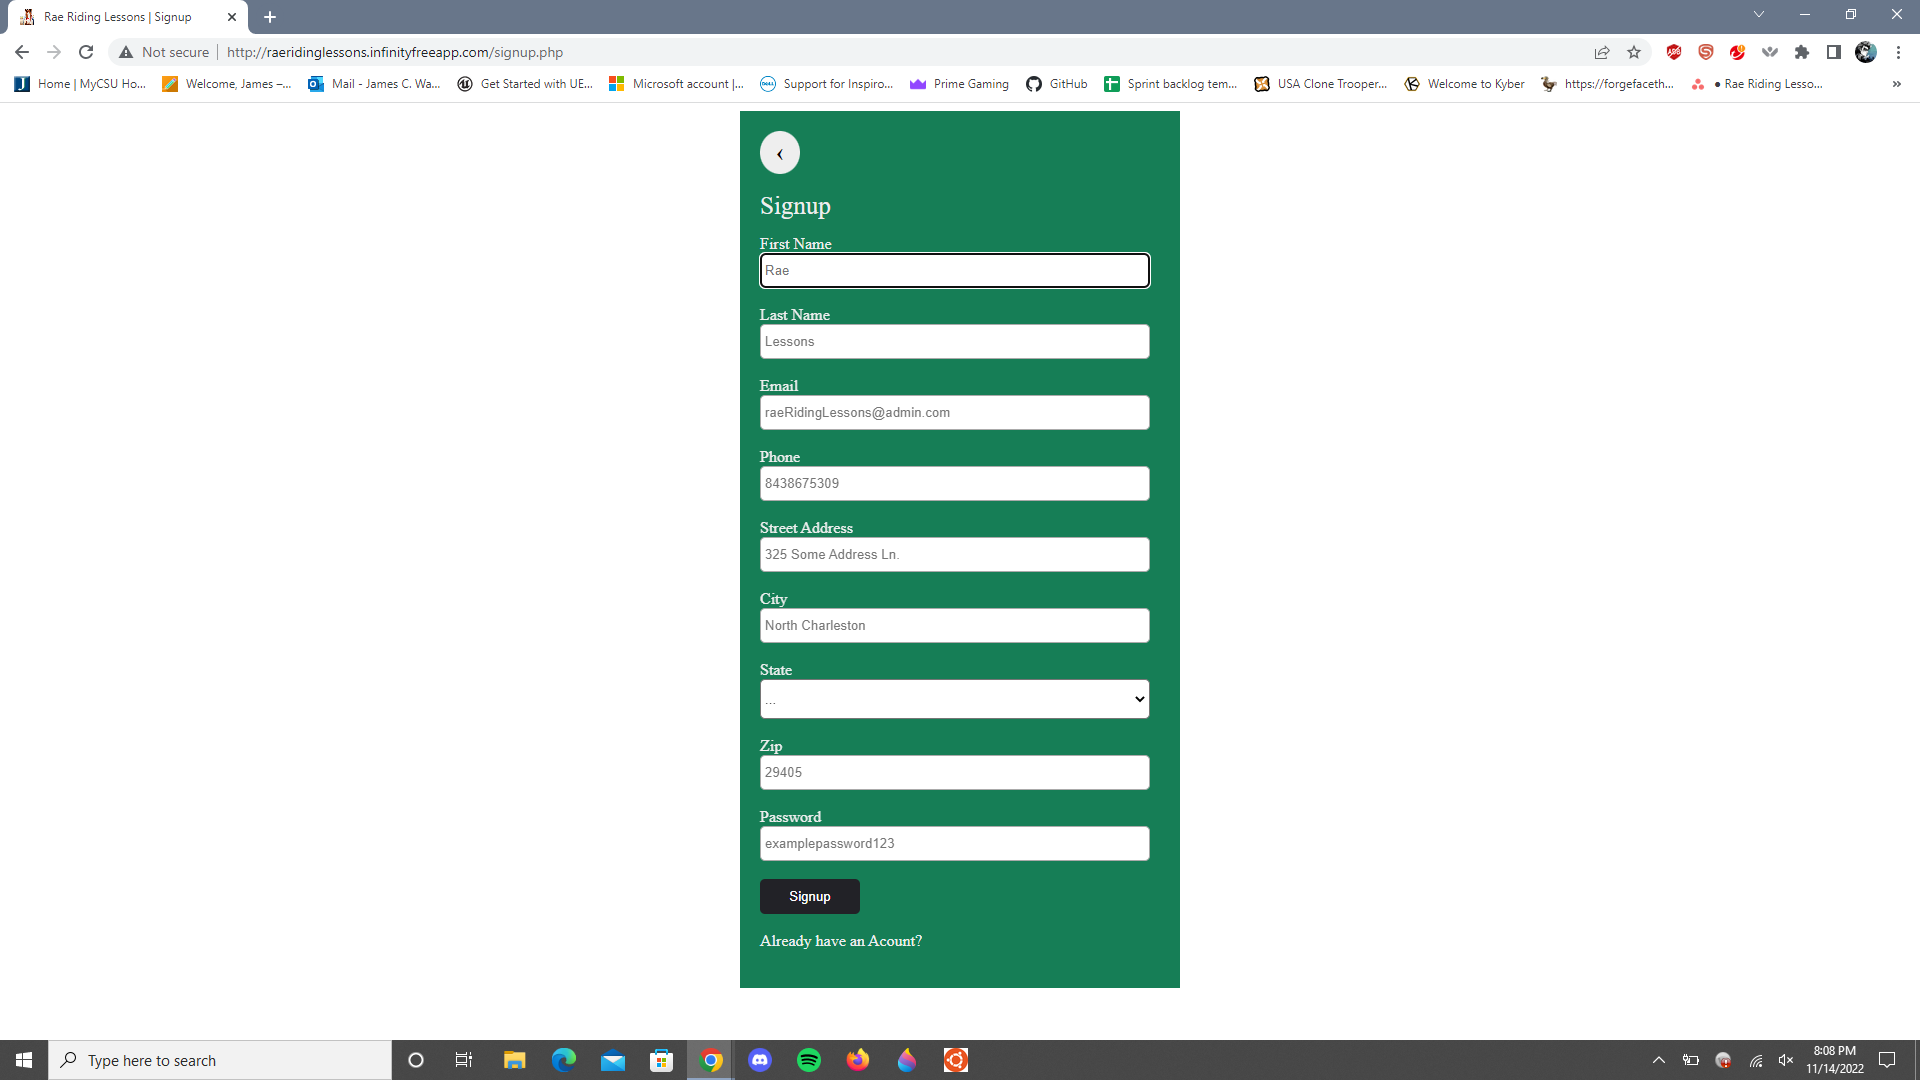 Rae Riding Lessons | Signup
Not secure
http://raeridinglessons.infinityfreeapp.com/signup.php
Home | MyCSU Ho...
Welcome, James –...
Mail - James C. Wa...
Get Started with UE...
Microsoft account |...
Support for Inspiro...
Prime Gaming
GitHub
Sprint backlog tem...
USA Clone Trooper...
Welcome to Kyber
https://forgefaceth...
● Rae Riding Lesso...
»
‹
Signup
First Name
Rae
Last Name
Lessons
Email
raeRidingLessons@admin.com
Phone
8438675309
Street Address
325 Some Address Ln.
City
North Charleston
State
...
Zip
29405
Password
examplepassword123
Signup
Already have an Acount?
Type here to search
8:08 PM
11/14/2022